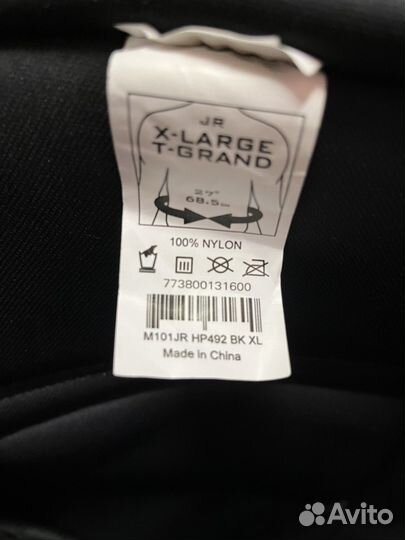 JR
X-LARGE
T-GRAND
27"
68.5cm
100% NYLON
773800131600
M101JR HP492 BK XL
Made in China
Avito